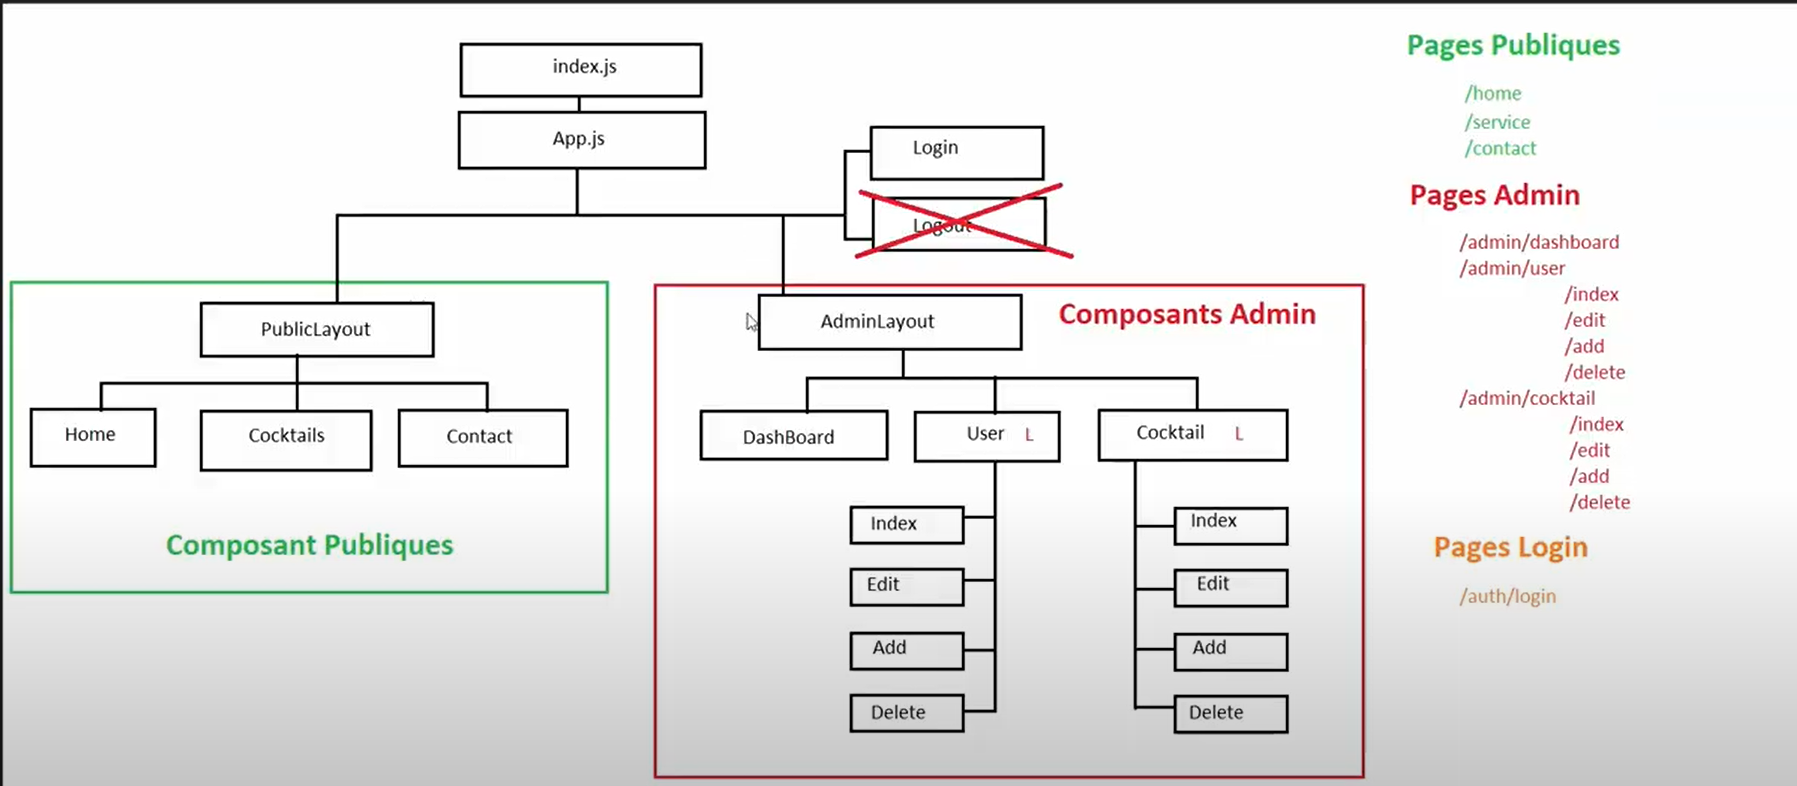 index.js
App.js
Login
Logout
PublicLayout
Home
Cocktails
Contact
Composant Publiques
AdminLayout
Composants Admin
DashBoard
User L
Cocktail L
Index
Edit
Add
Delete
Index
Edit
Add
Delete
Pages Publiques
/home
/service
/contact
Pages Admin
/admin/dashboard
/admin/user
/index
/edit
/add
/delete
/admin/cocktail
/index
/edit
/add
/delete
Pages Login
/auth/login